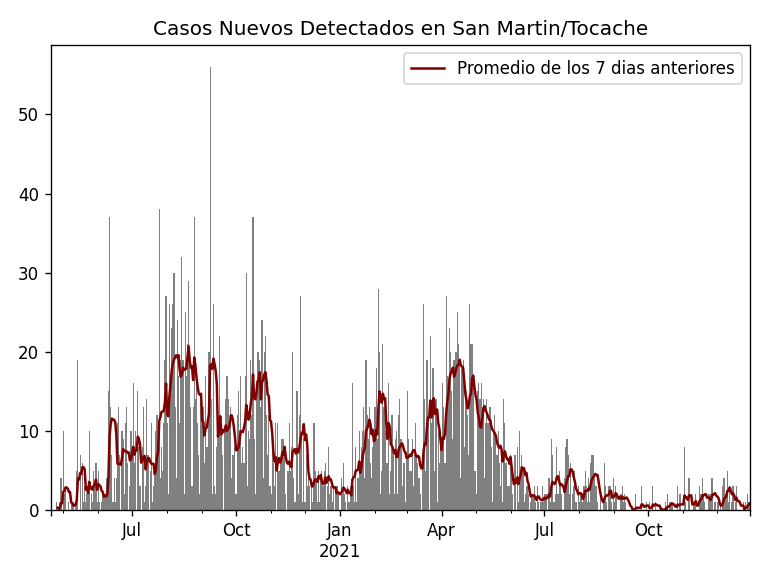 Casos Nuevos Detectados en San Martin/Tocache
Promedio de los 7 dias anteriores
50
40
30
20
10
0
Jul
Oct
Jan
2021
Apr
Jul
Oct